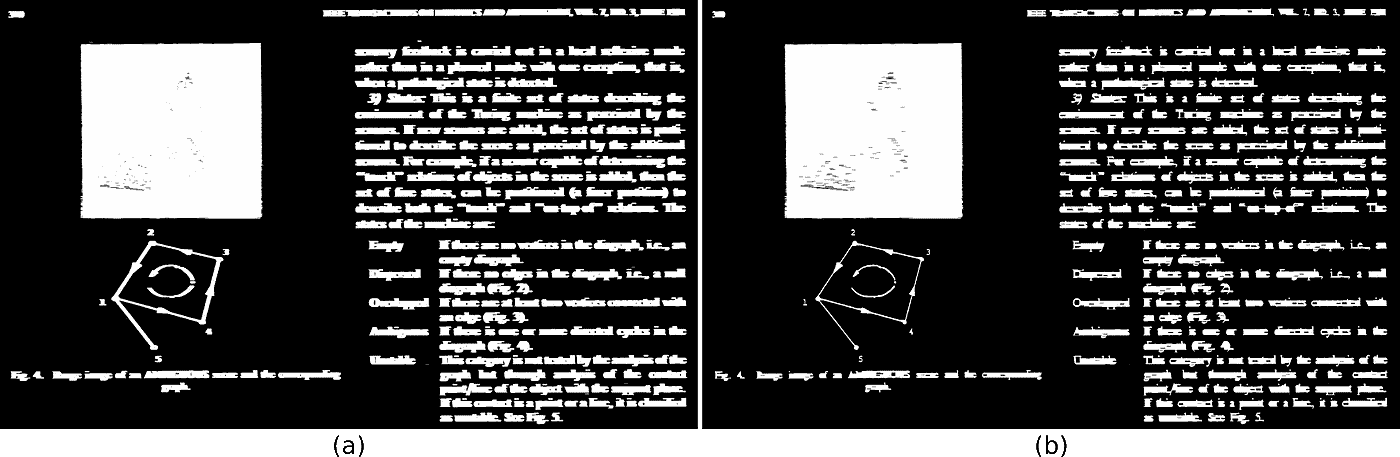 IEEE TRANSACTIONS ON ROBOTICS AND AUTOMATION, VOL. 7, NO. 3, JUNE
sensory feedback is carried out in a local reflexive mode
rather than in a planned mode with one exception, that is,
when a pathological state is detected.
3) States: This is a finite set of states describing the
environment of the Turing machine as perceived by the
sensors. If new sensors are added, the set of states is parti-
tioned to describe the scene as perceived by the additional
sensors. For example, if a sensor capable of determining the
"touch" relations of objects in the scene is added, then the
set of five states, can be partitioned (a finer partition) to
describe both the "touch" and "on-top-of" relations. The
states of the machine are:
Empty If there are no vertices in the diagraph, i.e., an
empty diagraph.
Dispersed If there are no edges in the diagraph, i.e., a null
diagraph (Fig. 2).
Overlapped If there are at least two vertices connected with
an edge (Fig. 3).
Ambiguous If there is one or more directed cycles in the
diagraph (Fig. 4).
Unstable This category is not tested by the analysis of the
graph but through analysis of the contact
point/line of the object with the support plane.
If this contact is a point or a line, it is classified
as unstable. See Fig. 5.
2
3
1
4
5
Fig. 4. Range image of an AMBIGUOUS scene and the corresponding
graph.
(a)
IEEE TRANSACTIONS ON ROBOTICS AND AUTOMATION, VOL. 7, NO. 3, JUNE
sensory feedback is carried out in a local reflexive mode
rather than in a planned mode with one exception, that is,
when a pathological state is detected.
3) States: This is a finite set of states describing the
environment of the Turing machine as perceived by the
sensors. If new sensors are added, the set of states is parti-
tioned to describe the scene as perceived by the additional
sensors. For example, if a sensor capable of determining the
"touch" relations of objects in the scene is added, then the
set of five states, can be partitioned (a finer partition) to
describe both the "touch" and "on-top-of" relations. The
states of the machine are:
Empty If there are no vertices in the diagraph, i.e., an
empty diagraph.
Dispersed If there are no edges in the diagraph, i.e., a null
diagraph (Fig. 2).
Overlapped If there are at least two vertices connected with
an edge (Fig. 3).
Ambiguous If there is one or more directed cycles in the
diagraph (Fig. 4).
Unstable This category is not tested by the analysis of the
graph but through analysis of the contact
point/line of the object with the support plane.
If this contact is a point or a line, it is classified
as unstable. See Fig. 5.
2
3
1
4
5
Fig. 4. Range image of an AMBIGUOUS scene and the corresponding
graph.
(b)